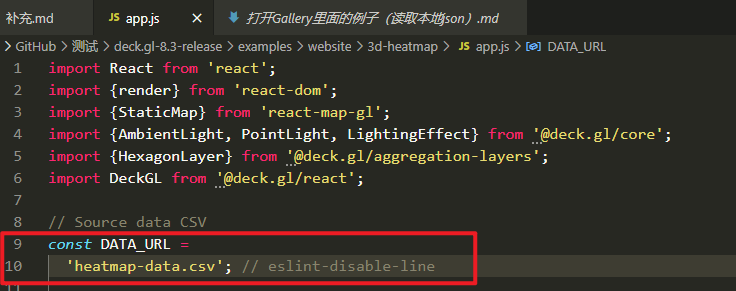 补充.md
JS app.js
打开Gallery里面的例子（读取本地json）.md
› GitHub › 测试 › deck.gl-8.3-release › examples › website › 3d-heatmap › JS app.js › DATA_URL
1 import React from 'react';
2 import {render} from 'react-dom';
3 import {StaticMap} from 'react-map-gl';
4 import {AmbientLight, PointLight, LightingEffect} from '@deck.gl/core';
5 import {HexagonLayer} from '@deck.gl/aggregation-layers';
6 import DeckGL from '@deck.gl/react';
7
8 // Source data CSV
9 const DATA_URL =
10 'heatmap-data.csv'; // eslint-disable-line